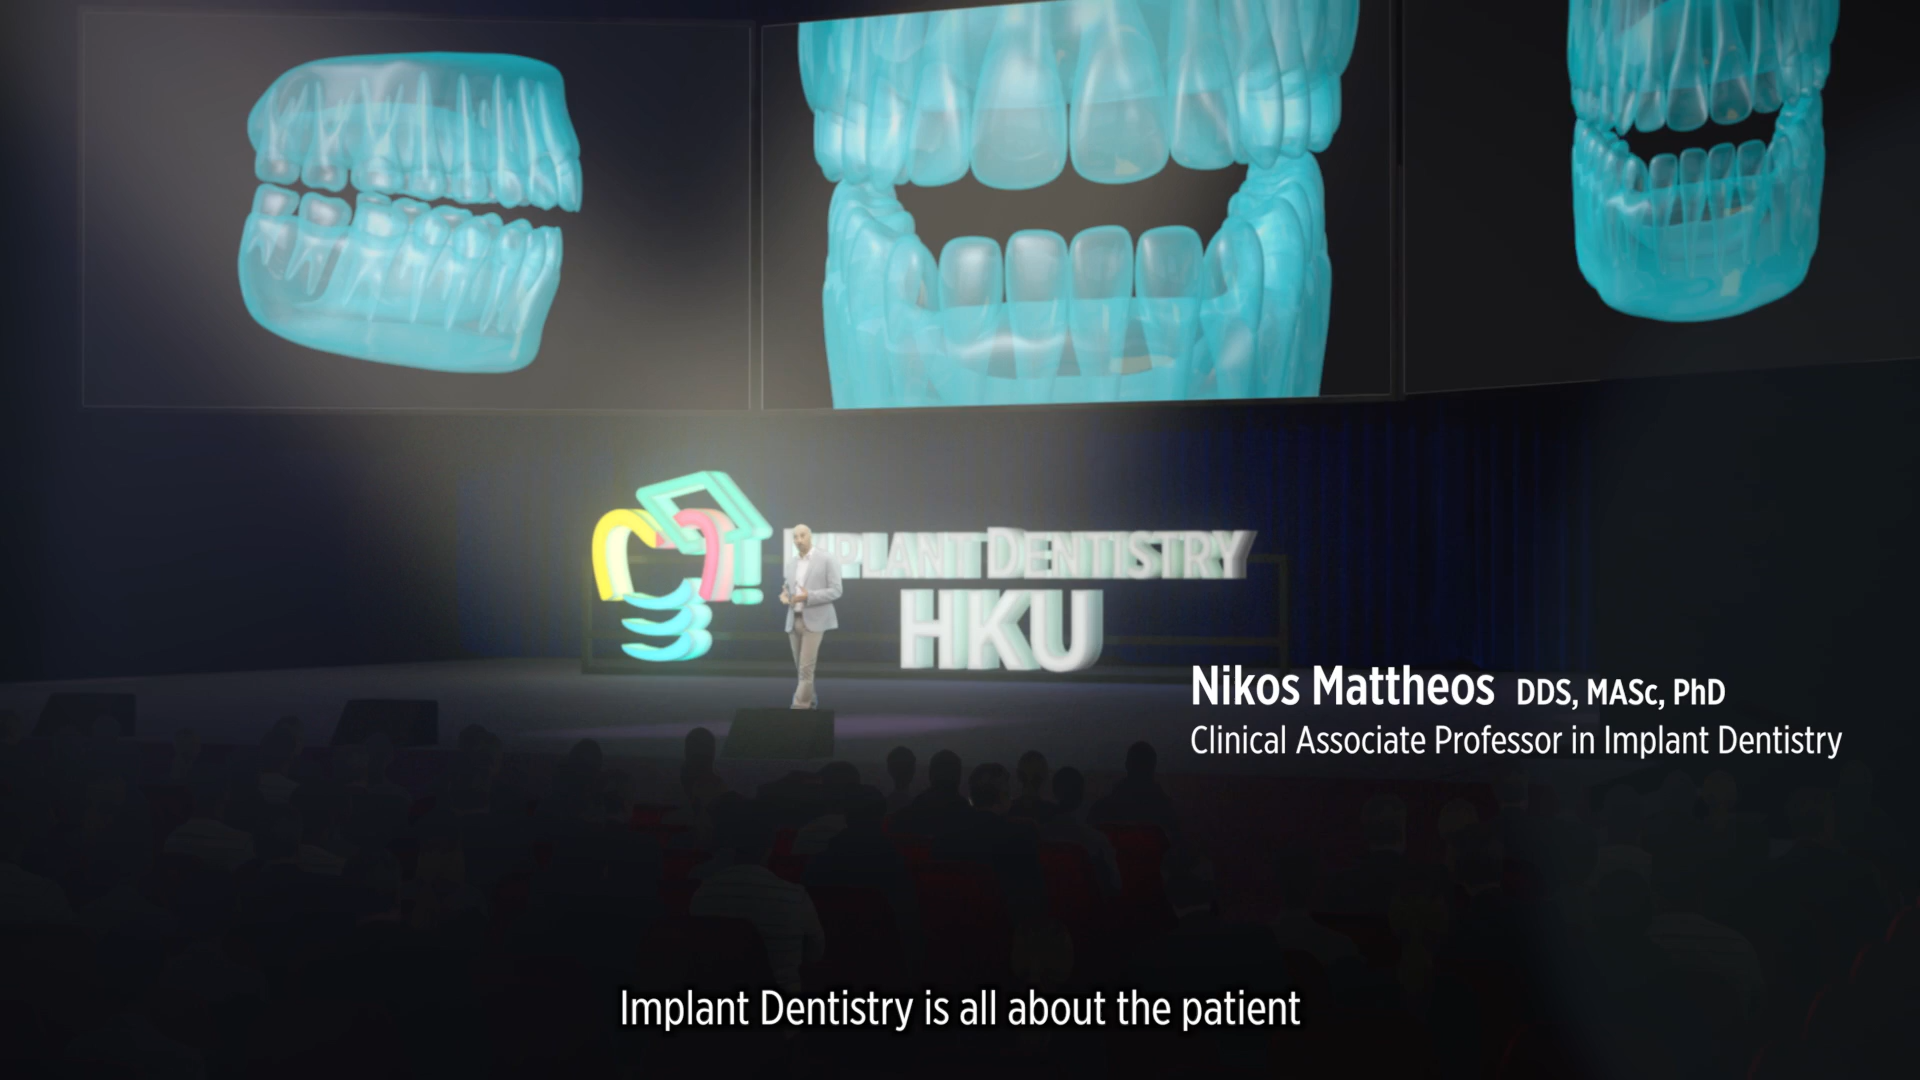 IMPLANT DENTISTRY
HKU
Nikos Mattheos DDS, MASc, PhD
Clinical Associate Professor in Implant Dentistry
Implant Dentistry is all about the patient